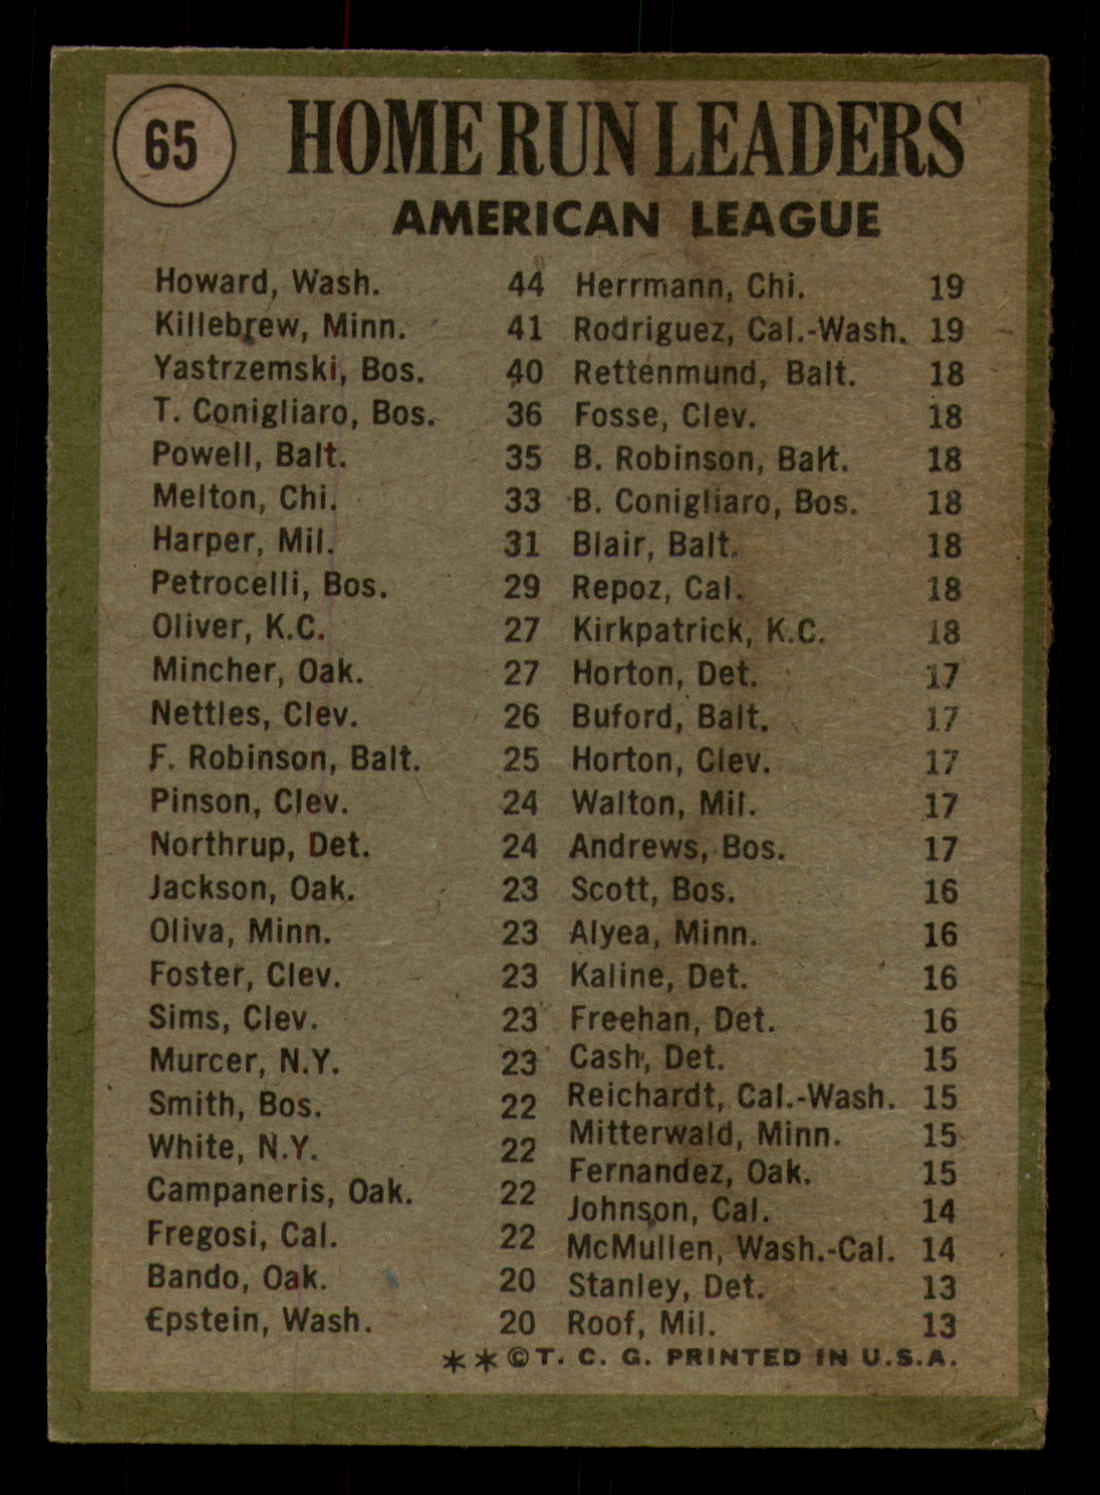 65
HOME RUN LEADERS
AMERICAN LEAGUE
Howard, Wash. 44
Killebrew, Minn. 41
Yastrzemski, Bos. 40
T. Conigliaro, Bos. 36
Powell, Balt. 35
Melton, Chi. 33
Harper, Mil. 31
Petrocelli, Bos. 29
Oliver, K.C. 27
Mincher, Oak. 27
Nettles, Clev. 26
F. Robinson, Balt. 25
Pinson, Clev. 24
Northrup, Det. 24
Jackson, Oak. 23
Oliva, Minn. 23
Foster, Clev. 23
Sims, Clev. 23
Murcer, N.Y. 23
Smith, Bos. 22
White, N.Y. 22
Campaneris, Oak. 22
Fregosi, Cal. 22
Bando, Oak. 20
Epstein, Wash. 20
Herrmann, Chi. 19
Rodriguez, Cal.-Wash. 19
Rettenmund, Balt. 18
Fosse, Clev. 18
B. Robinson, Balt. 18
B. Conigliaro, Bos. 18
Blair, Balt. 18
Repoz, Cal. 18
Kirkpatrick, K.C. 18
Horton, Det. 17
Buford, Balt. 17
Horton, Clev. 17
Walton, Mil. 17
Andrews, Bos. 17
Scott, Bos. 16
Alyea, Minn. 16
Kaline, Det. 16
Freehan, Det. 16
Cash, Det. 15
Reichardt, Cal.-Wash. 15
Mitterwald, Minn. 15
Fernandez, Oak. 15
Johnson, Cal. 14
McMullen, Wash.-Cal. 14
Stanley, Det. 13
Roof, Mil. 13
**©T. C. G. PRINTED IN U.S.A.